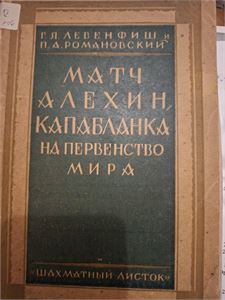 Г.Я. ЛЕВЕНФИШ И
П.А. РОМАНОВСКИЙ
МАТЧ
АЛЕХИН,
КАПАБЛАНКА
НА ПЕРВЕНСТВО
МИРА
„ШАХМАТНЫЙ ЛИСТОК“